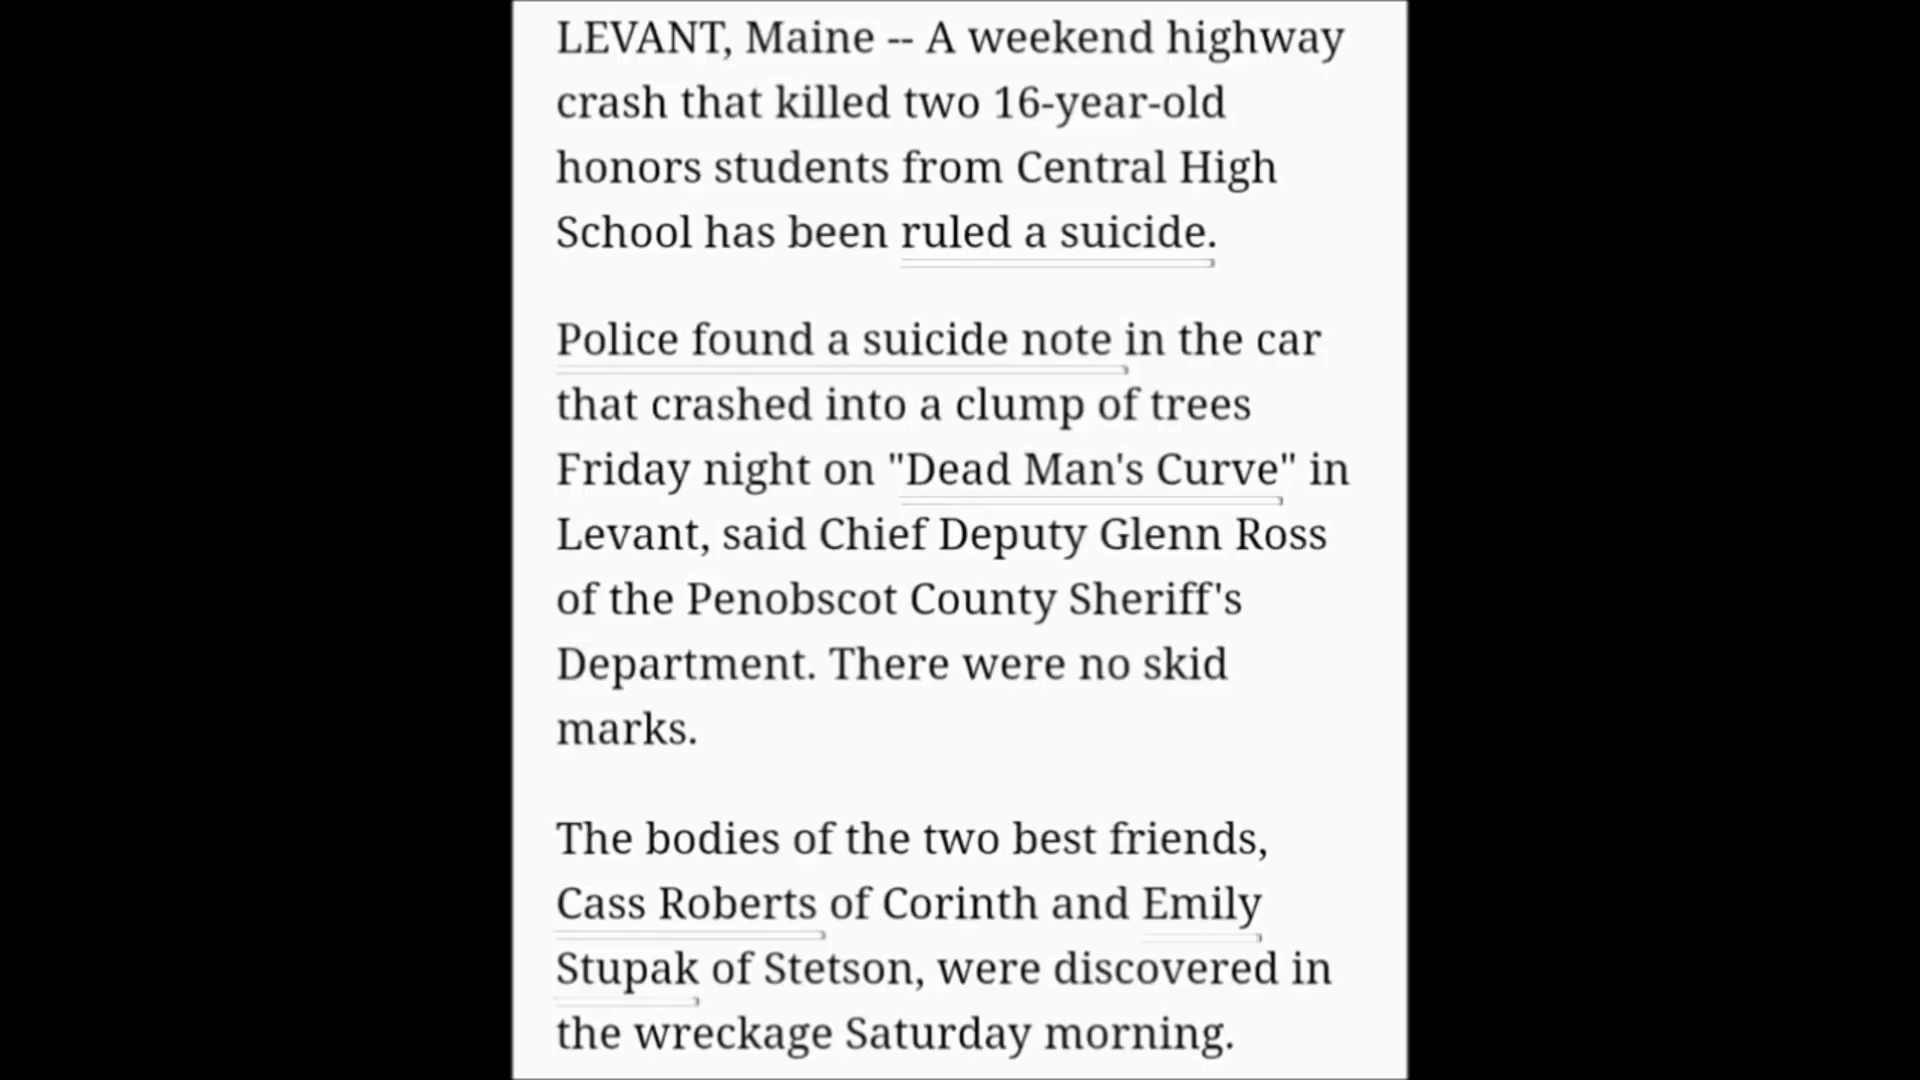 LEVANT, Maine -- A weekend highway
crash that killed two 16-year-old
honors students from Central High
School has been ruled a suicide.
Police found a suicide note in the car
that crashed into a clump of trees
Friday night on "Dead Man's Curve" in
Levant, said Chief Deputy Glenn Ross
of the Penobscot County Sheriff's
Department. There were no skid
marks.
The bodies of the two best friends,
Cass Roberts of Corinth and Emily
Stupak of Stetson, were discovered in
the wreckage Saturday morning.